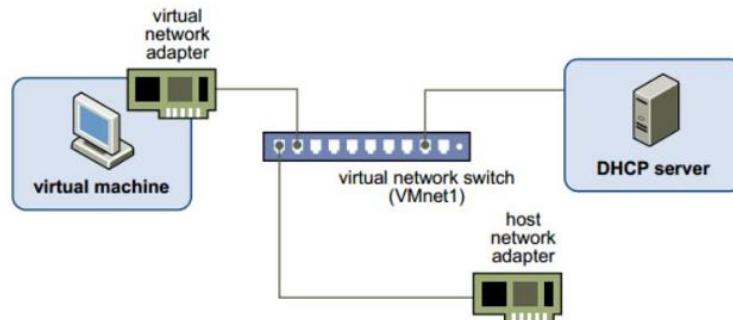 virtual
network
adapter
virtual machine
DHCP server
virtual network switch
(VMnet1)
host
network
adapter